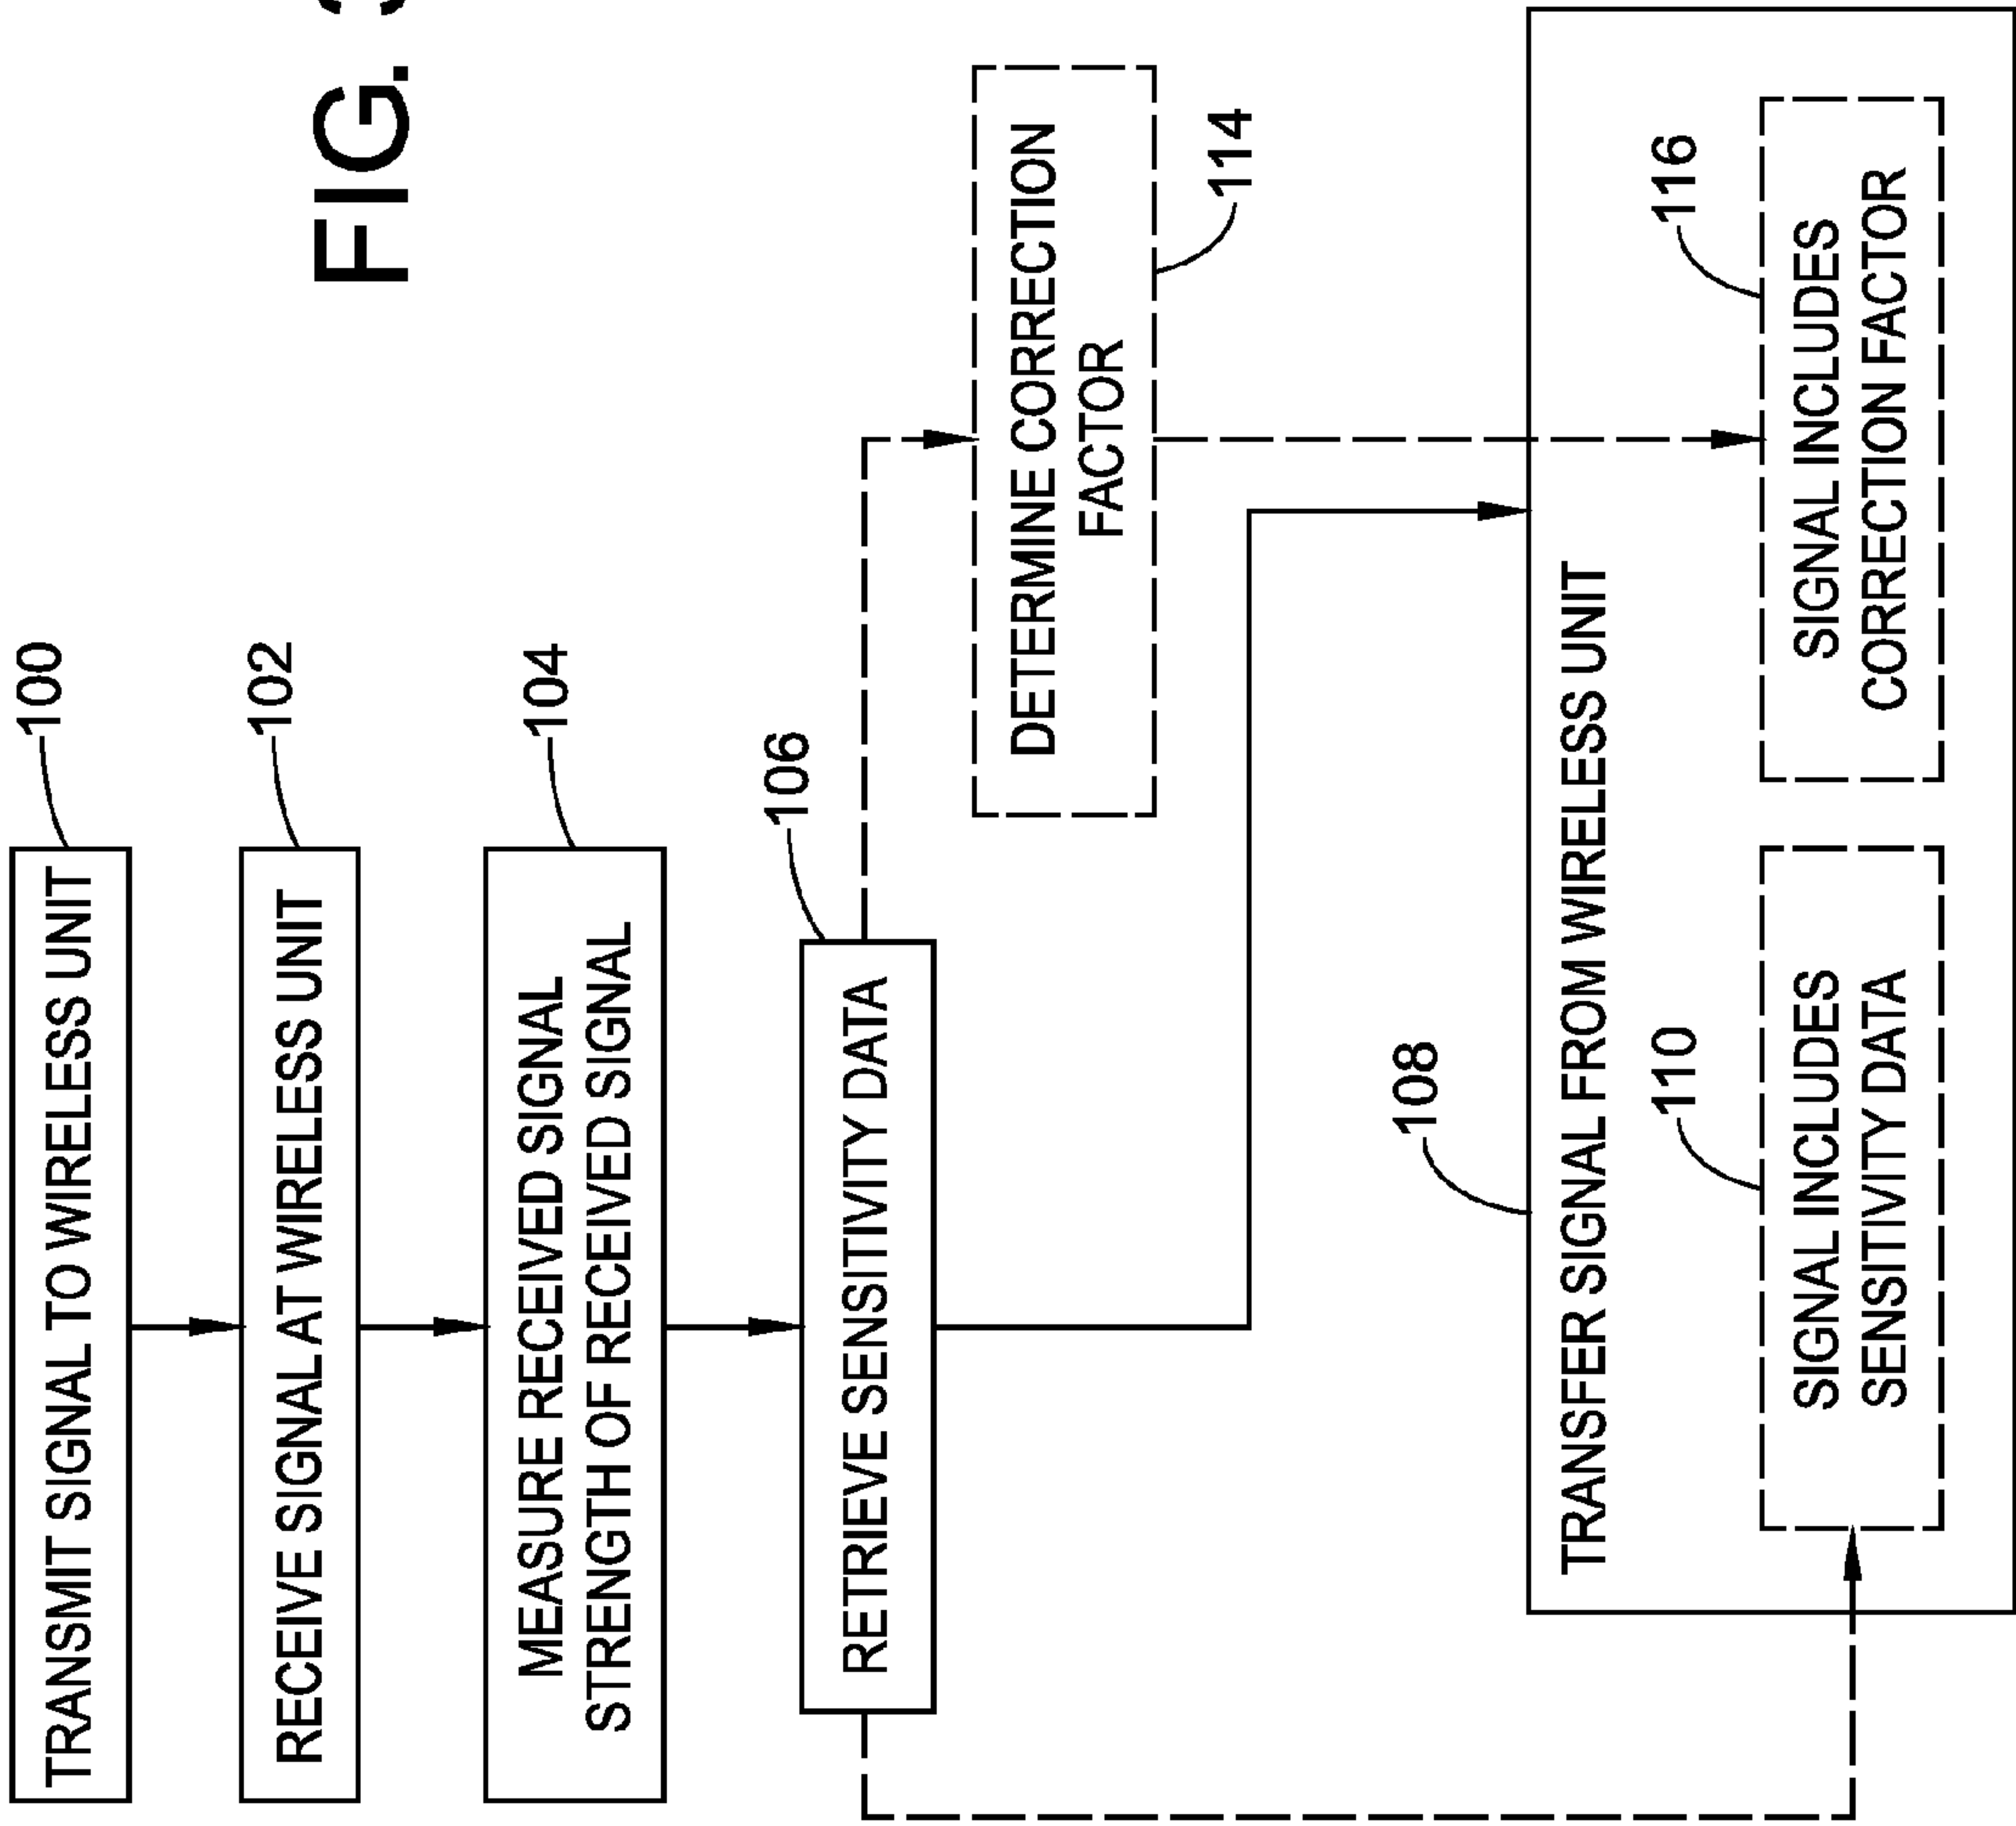 FIG.
TRANSMIT SIGNAL TO WIRELESS UNIT
100
RECEIVE SIGNAL AT WIRELESS UNIT
102
MEASURE RECEIVED SIGNAL
STRENGTH OF RECEIVED SIGNAL
104
RETRIEVE SENSITIVITY DATA
106
DETERMINE CORRECTION
FACTOR
114
108
TRANSFER SIGNAL FROM WIRELESS UNIT
110
SIGNAL INCLUDES
SENSITIVITY DATA
116
SIGNAL INCLUDES
CORRECTION FACTOR